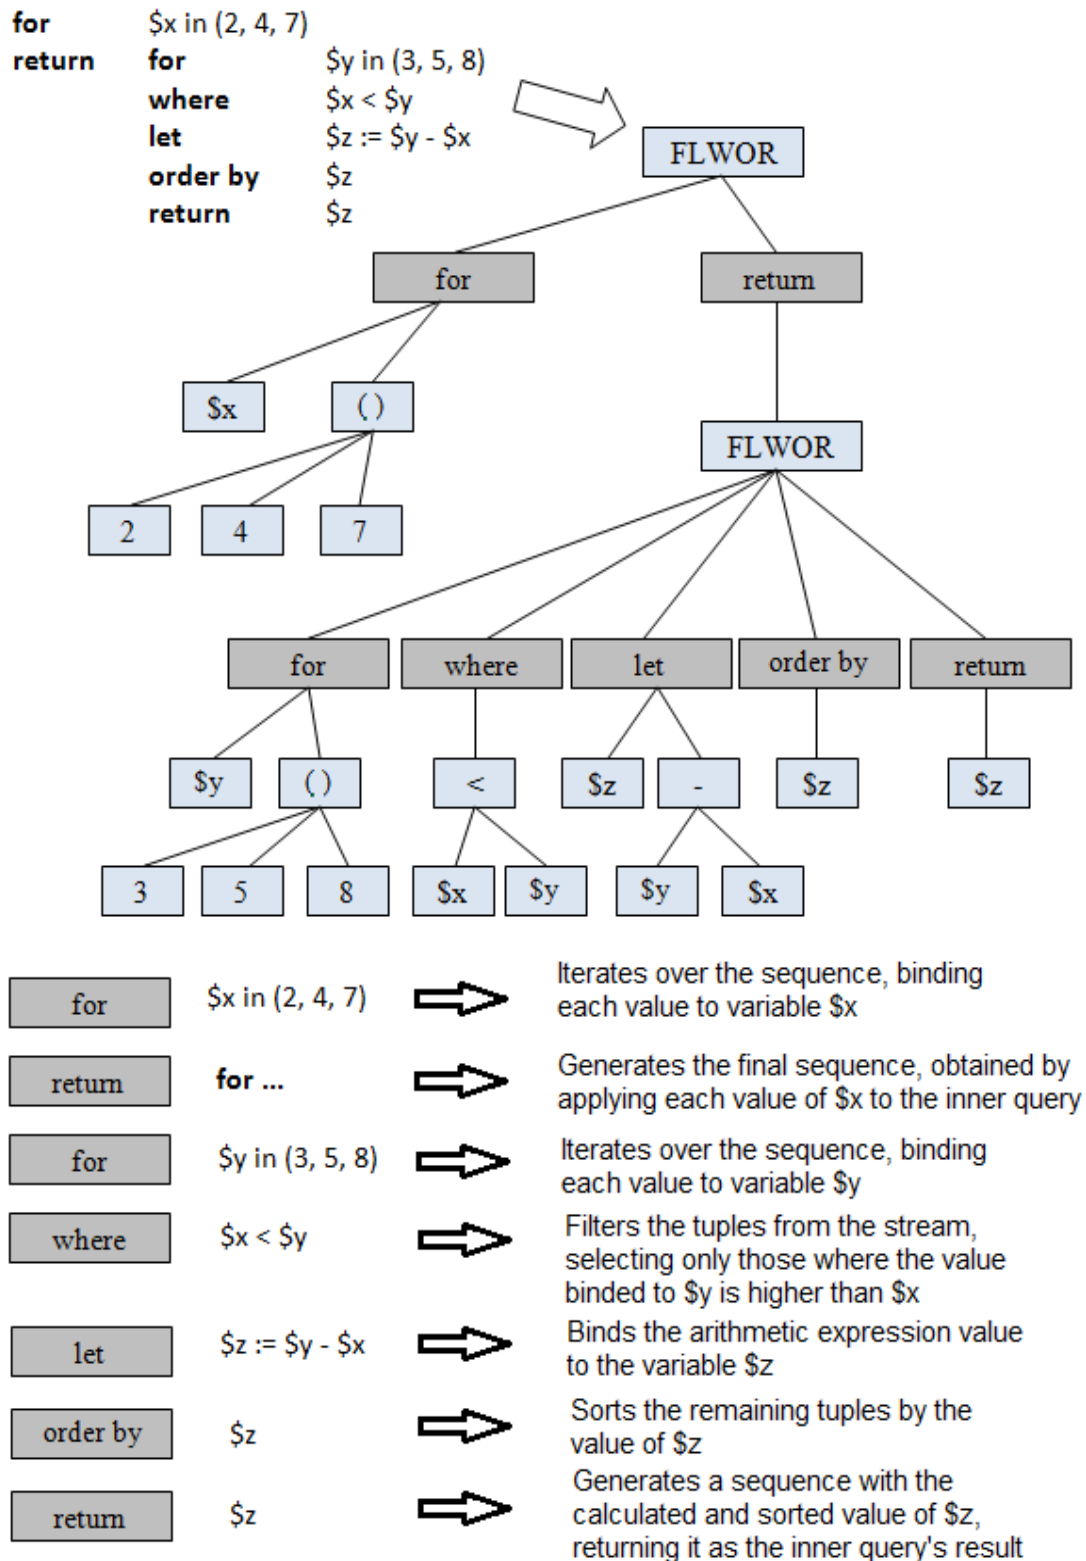 for $x in (2, 4, 7)
return for $y in (3, 5, 8)
where $x < $y
let $z := $y - $x
order by $z
return $z
FLWOR
for return
$x ( )
FLWOR
2 4 7
for where let order by return
$y ( ) < $z - $z $z
3 5 8 $x $y $y $x
for $x in (2, 4, 7) Iterates over the sequence, binding
each value to variable $x
return for ... Generates the final sequence, obtained by
applying each value of $x to the inner query
for $y in (3, 5, 8) Iterates over the sequence, binding
each value to variable $y
where $x < $y Filters the tuples from the stream,
selecting only those where the value
binded to $y is higher than $x
let $z := $y - $x Binds the arithmetic expression value
to the variable $z
order by $z Sorts the remaining tuples by the
value of $z
return $z Generates a sequence with the
calculated and sorted value of $z,
returning it as the inner query's result